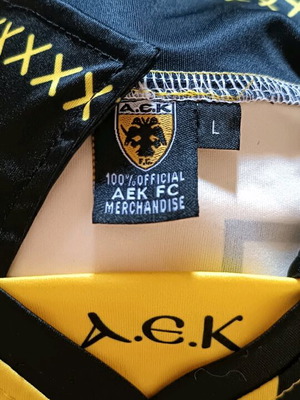 A.Є.K
F.C.
L
100% OFFICIAL
AEK FC
MERCHANDISE
A.Є.K